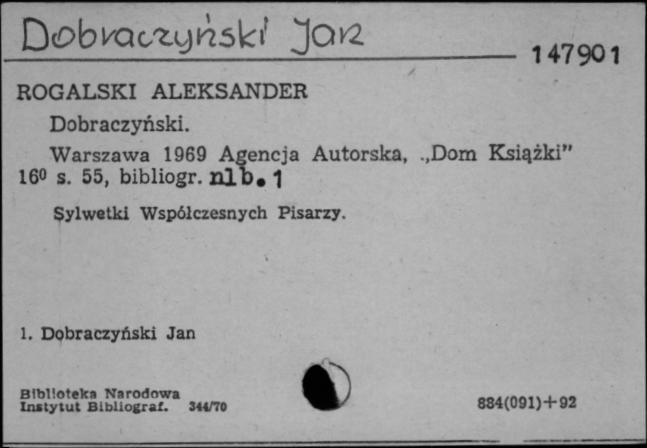 Dobraczyński Jan
147901
ROGALSKI ALEKSANDER
Dobraczyński.
Warszawa 1969 Agencja Autorska, „Dom Książki”
16⁰ s. 55, bibliogr. nlb. 1
Sylwetki Współczesnych Pisarzy.
1. Dobraczyński Jan
Biblioteka Narodowa
Instytut Bibliograf. 344/70
884(091)+92